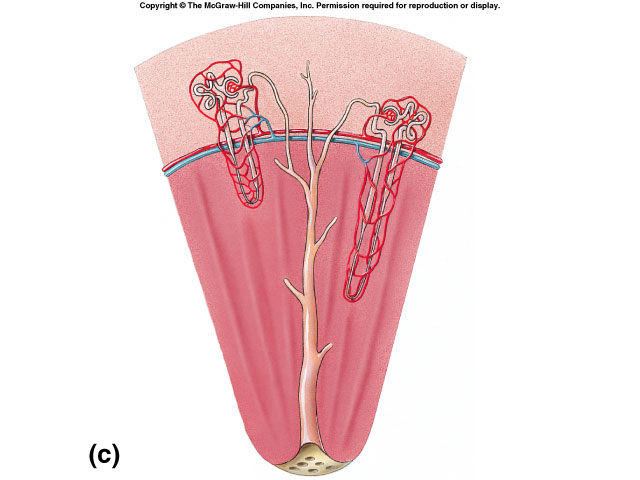 Copyright © The McGraw-Hill Companies, Inc. Permission required for reproduction or display.
(c)